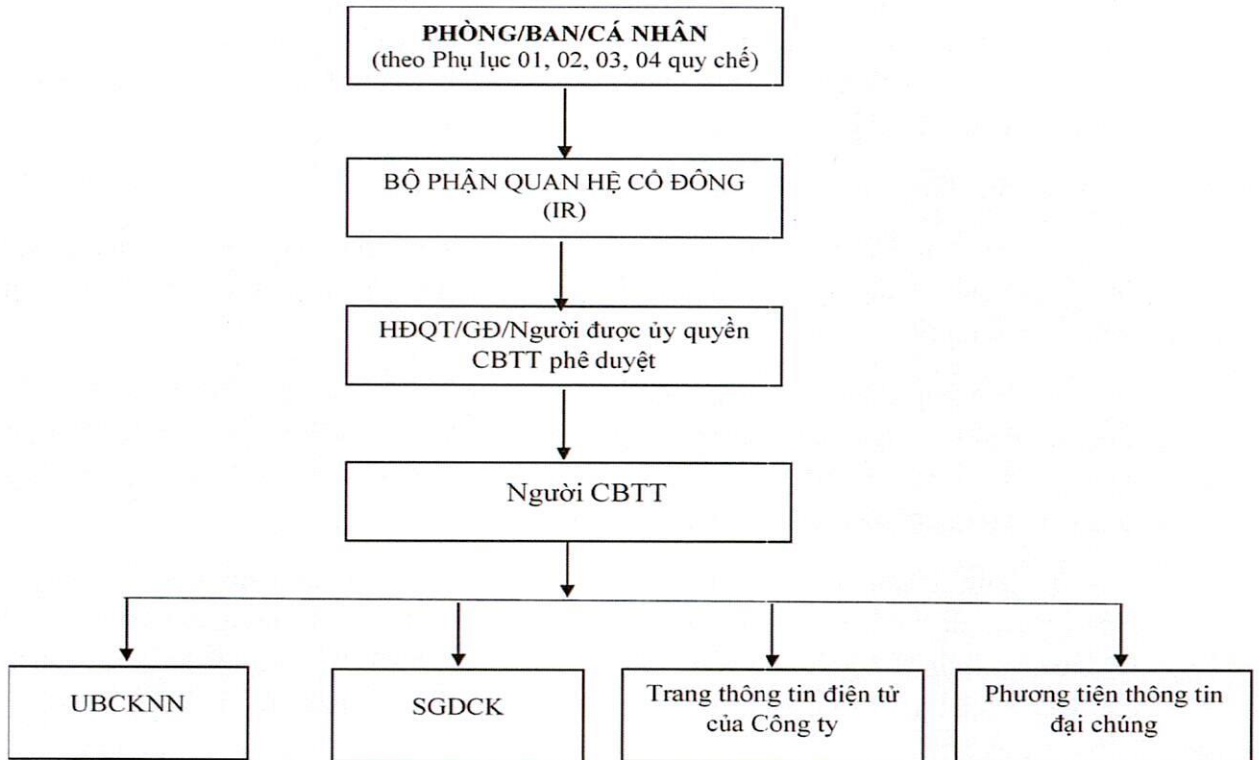 PHÒNG/BAN/CÁ NHÂN
(theo Phụ lục 01, 02, 03, 04 quy chế)
BỘ PHẬN QUAN HỆ CỔ ĐÔNG
(IR)
HĐQT/GĐ/Người được ủy quyền
CBTT phê duyệt
Người CBTT
UBCKNN
SGDCK
Trang thông tin điện tử
của Công ty
Phương tiện thông tin
đại chúng